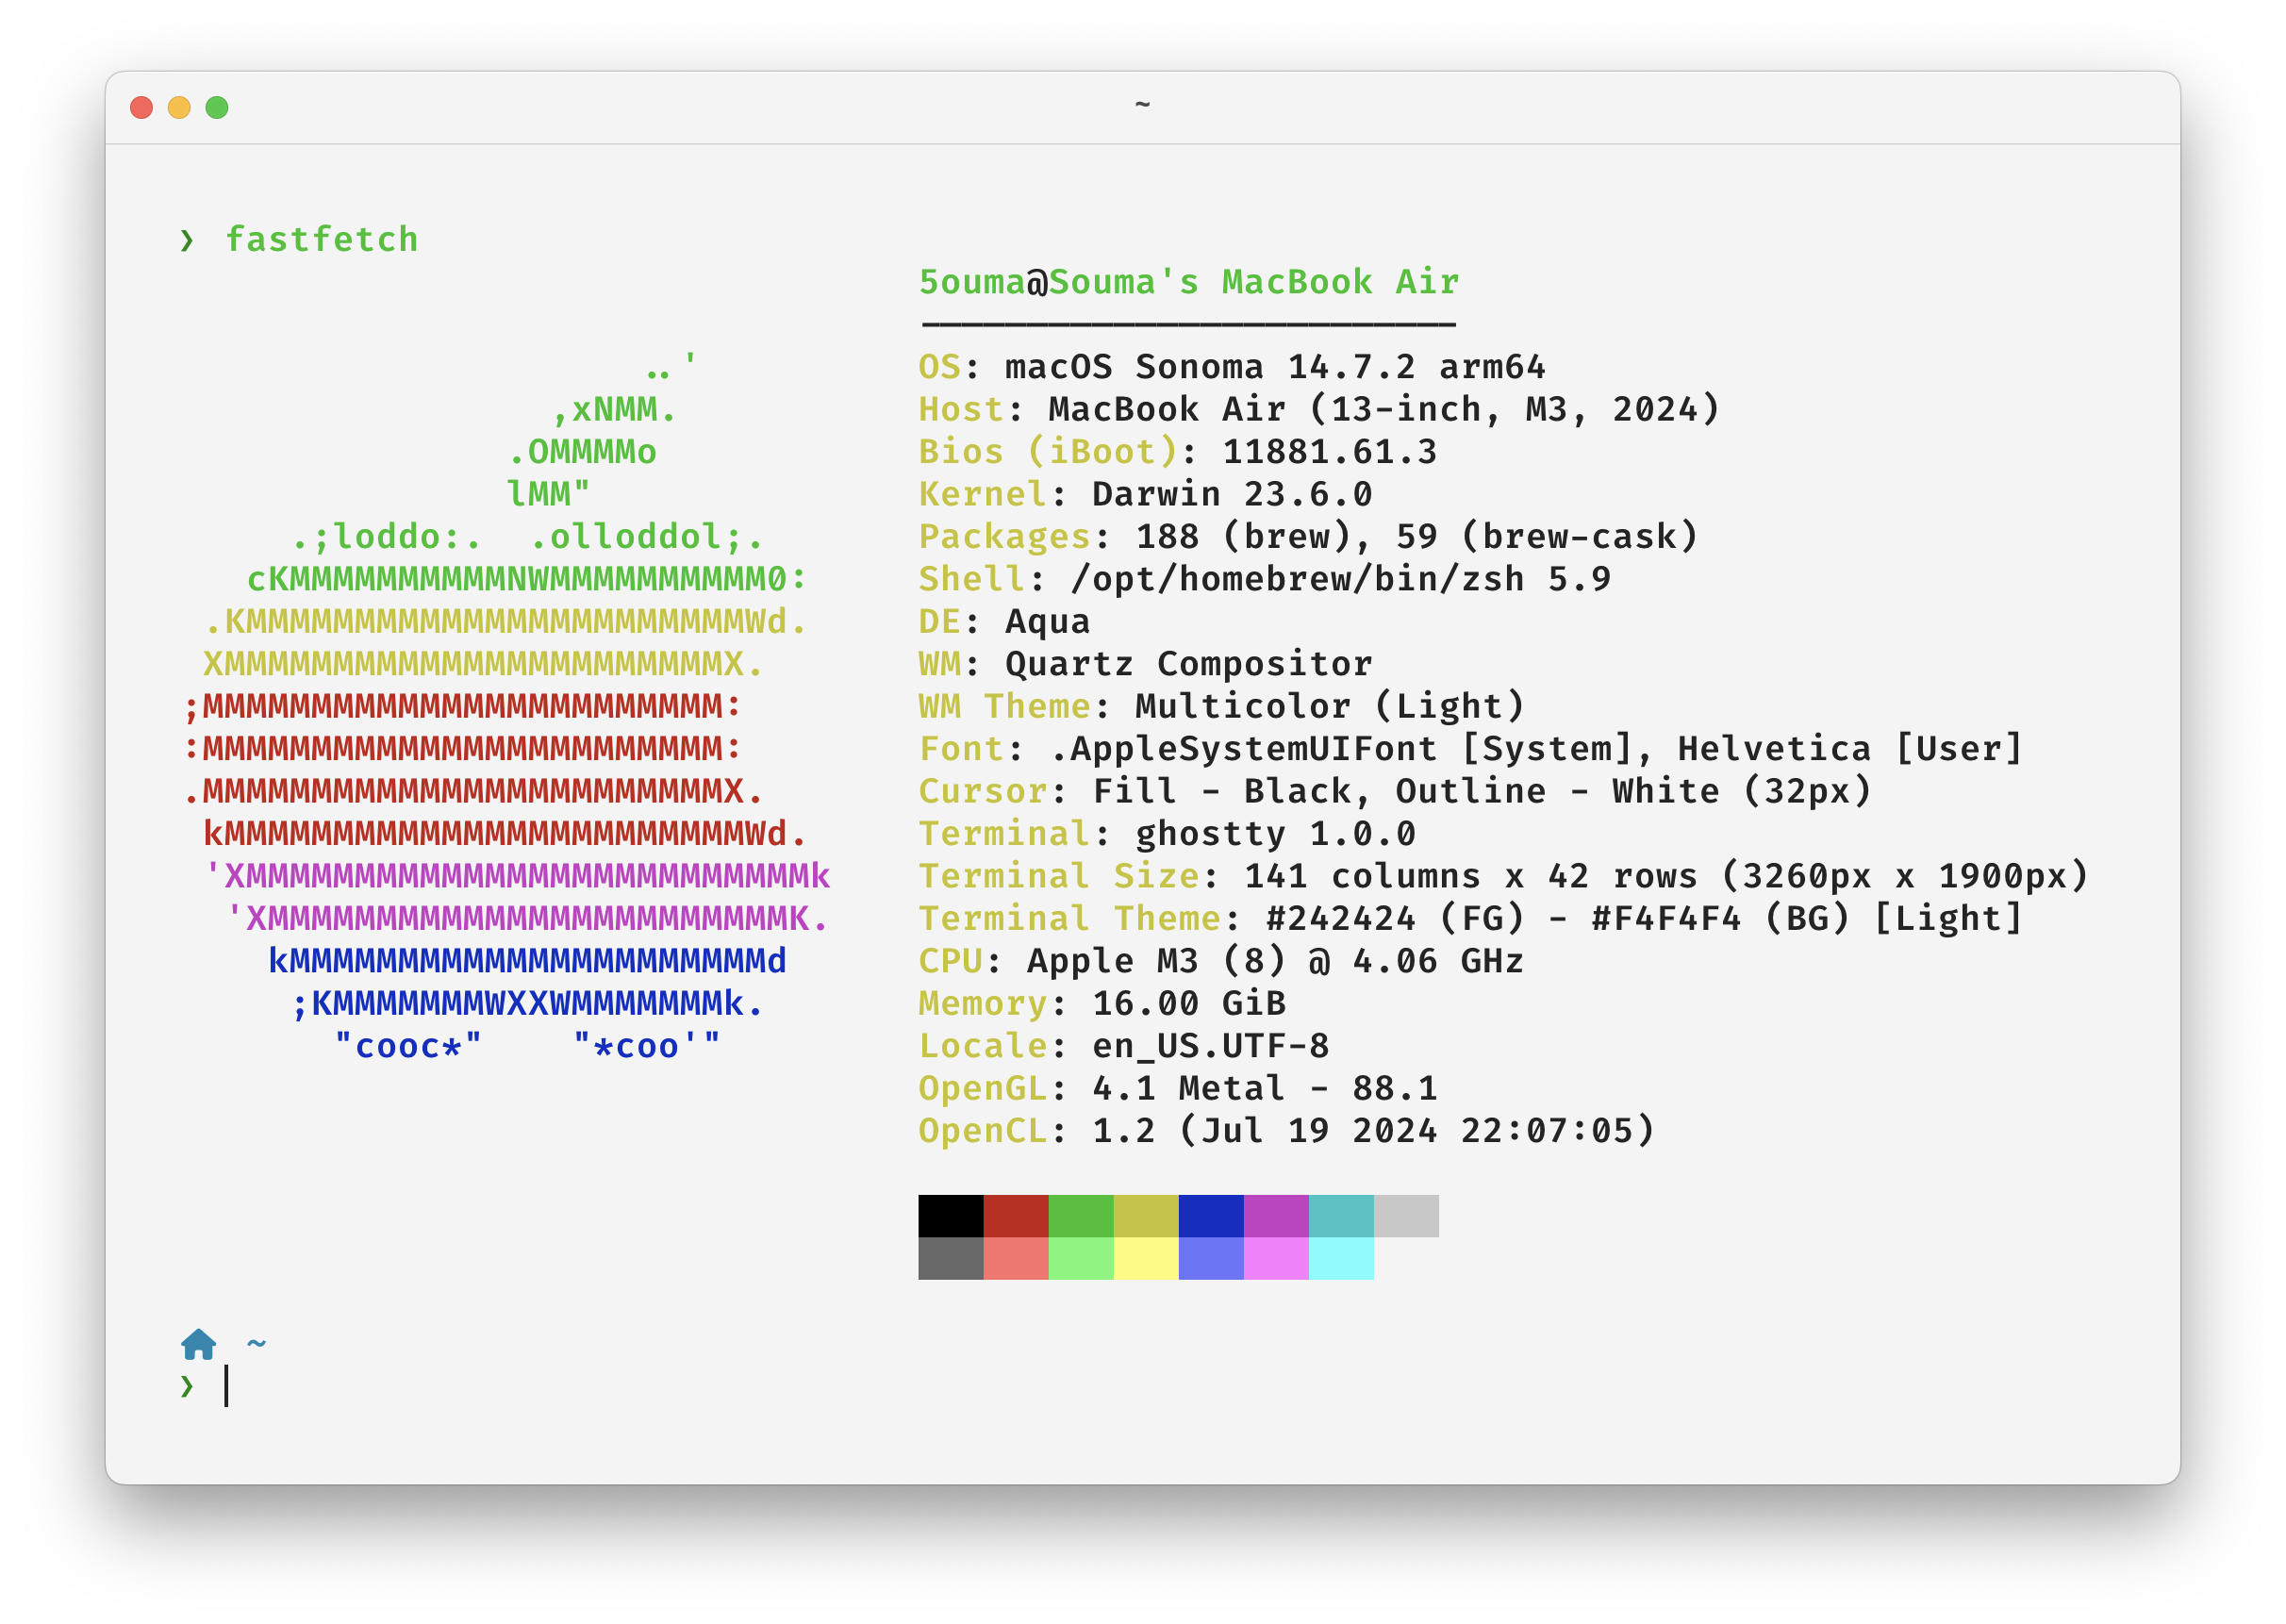 ~
❯ fastfetch
5ouma@Souma's MacBook Air
-------------------------
..'
,xNMM.
.OMMMMo
lMM"
.;loddo:.  .olloddol;.
cKMMMMMMMMMMNWMMMMMMMMMM0:
.KMMMMMMMMMMMMMMMMMMMMMMMWd.
XMMMMMMMMMMMMMMMMMMMMMMMX.
;MMMMMMMMMMMMMMMMMMMMMMMM:
:MMMMMMMMMMMMMMMMMMMMMMMM:
.MMMMMMMMMMMMMMMMMMMMMMMMX.
kMMMMMMMMMMMMMMMMMMMMMMMMWd.
'XMMMMMMMMMMMMMMMMMMMMMMMMMMk
'XMMMMMMMMMMMMMMMMMMMMMMMMK.
kMMMMMMMMMMMMMMMMMMMMMMd
;KMMMMMMMWXXWMMMMMMMk.
"cooc*"    "*coo'"
OS: macOS Sonoma 14.7.2 arm64
Host: MacBook Air (13-inch, M3, 2024)
Bios (iBoot): 11881.61.3
Kernel: Darwin 23.6.0
Packages: 188 (brew), 59 (brew-cask)
Shell: /opt/homebrew/bin/zsh 5.9
DE: Aqua
WM: Quartz Compositor
WM Theme: Multicolor (Light)
Font: .AppleSystemUIFont [System], Helvetica [User]
Cursor: Fill - Black, Outline - White (32px)
Terminal: ghostty 1.0.0
Terminal Size: 141 columns x 42 rows (3260px x 1900px)
Terminal Theme: #242424 (FG) - #F4F4F4 (BG) [Light]
CPU: Apple M3 (8) @ 4.06 GHz
Memory: 16.00 GiB
Locale: en_US.UTF-8
OpenGL: 4.1 Metal - 88.1
OpenCL: 1.2 (Jul 19 2024 22:07:05)
~
❯